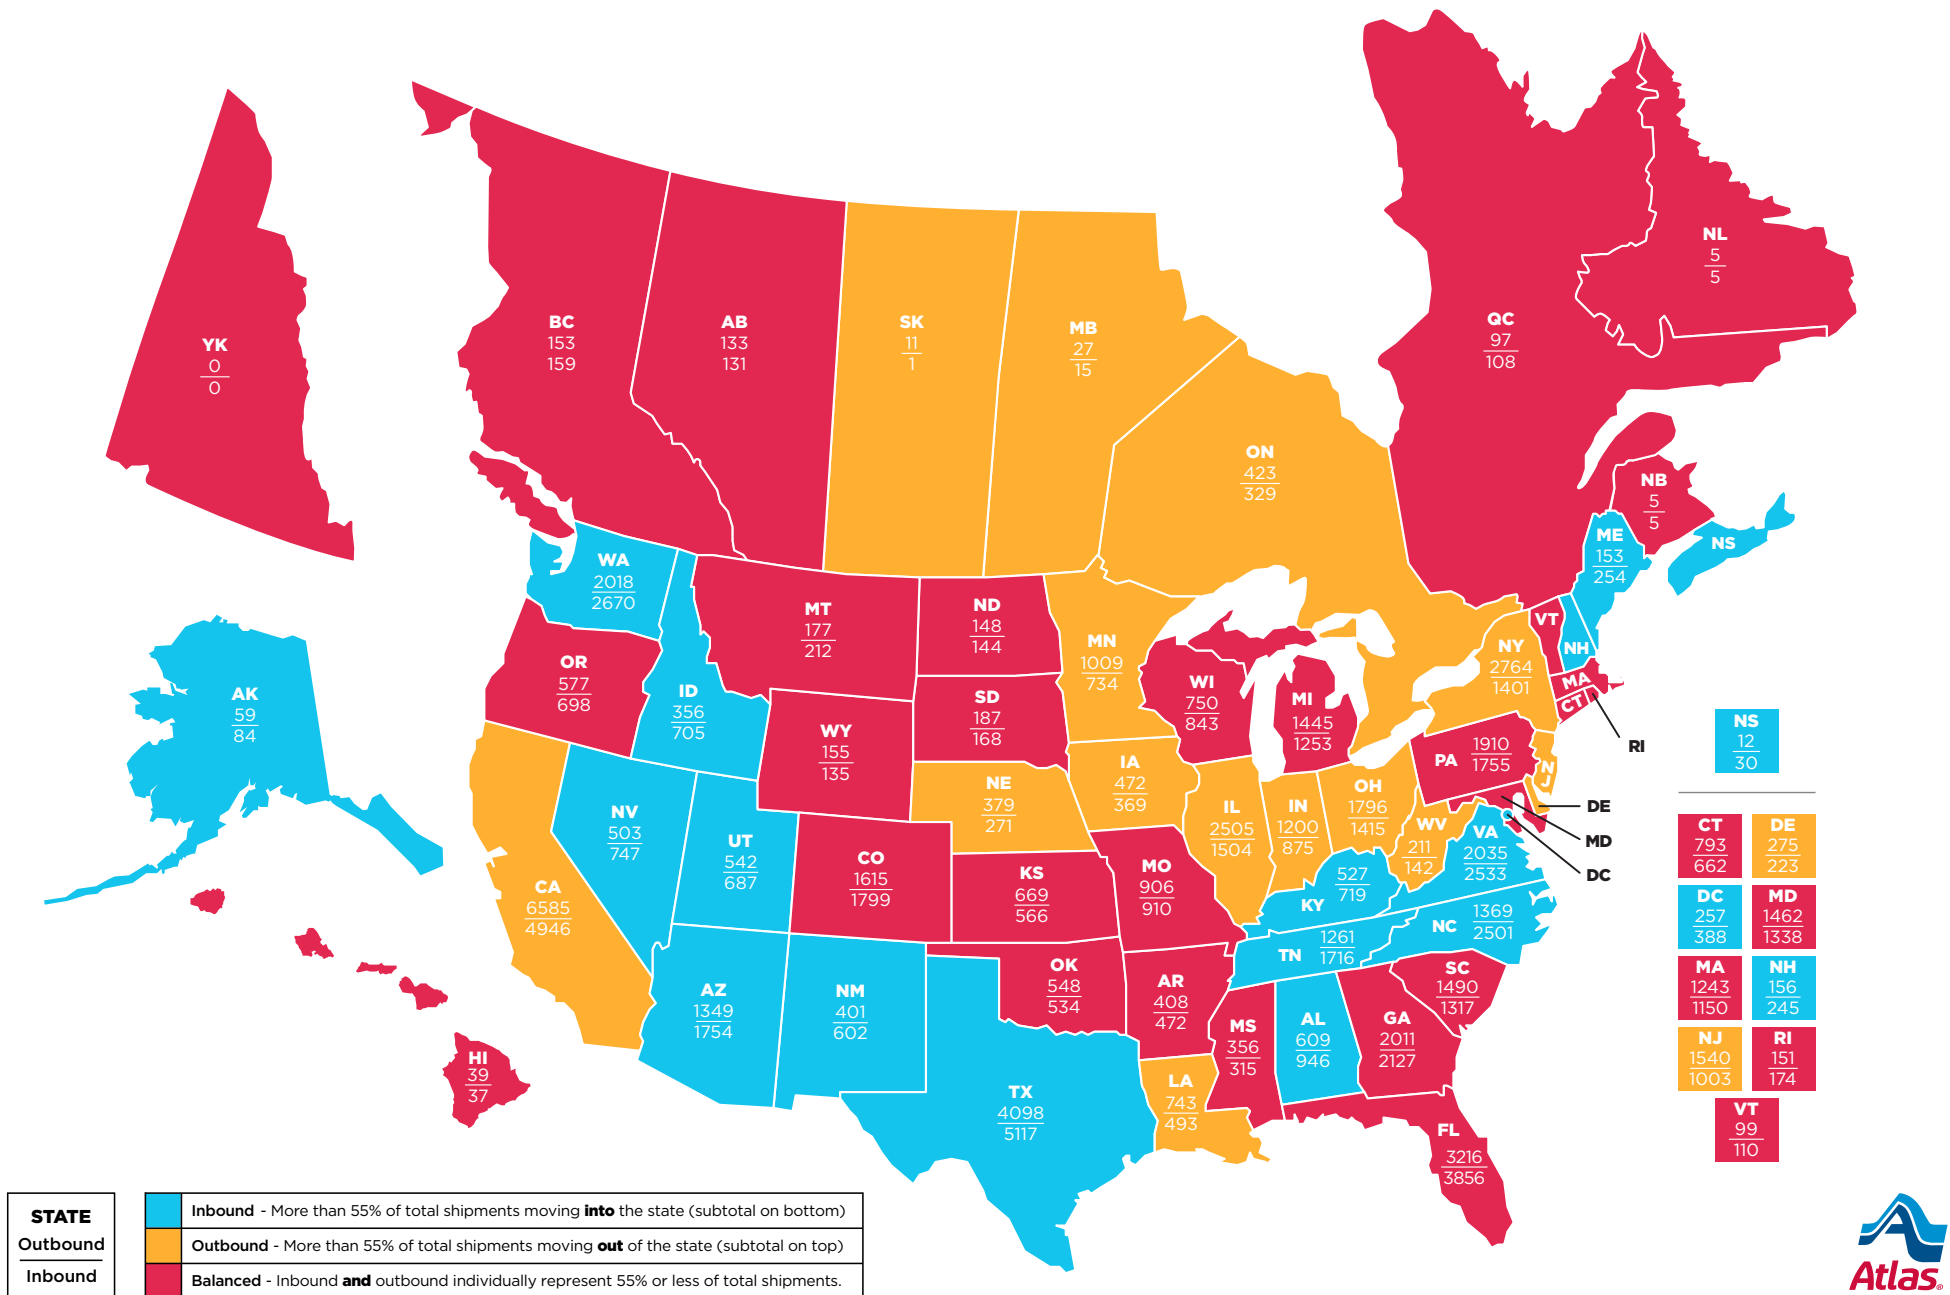 YK
0
0
BC
153
159
AB
133
131
SK
11
1
MB
27
15
ON
423
329
QC
97
108
NL
5
5
NB
5
5
NS
ME
153
254
WA
2018
2670
OR
577
698
ID
356
705
MT
177
212
ND
148
144
SD
187
168
WY
155
135
MN
1009
734
WI
750
843
MI
1445
1253
NY
2764
1401
VT
NH
MA
CT
RI
AK
59
84
NE
379
271
IA
472
369
IL
2505
1504
IN
1200
875
OH
1796
1415
PA
1910
1755
N
J
DE
MD
DC
WV
211
142
VA
2035
2533
CA
6585
4946
NV
503
747
UT
542
687
CO
1615
1799
KS
669
566
MO
906
910
KY
527
719
NC
1369
2501
TN
1261
1716
AZ
1349
1754
NM
401
602
OK
548
534
AR
408
472
SC
1490
1317
MS
356
315
AL
609
946
GA
2011
2127
TX
4098
5117
LA
743
493
FL
3216
3856
HI
39
37
NS
12
30
CT
793
662
DE
275
223
DC
257
388
MD
1462
1338
MA
1243
1150
NH
156
245
NJ
1540
1003
RI
151
174
VT
99
110
STATE
Outbound
Inbound
Inbound - More than 55% of total shipments moving into the state (subtotal on bottom)
Outbound - More than 55% of total shipments moving out of the state (subtotal on top)
Balanced - Inbound and outbound individually represent 55% or less of total shipments.
Atlas®